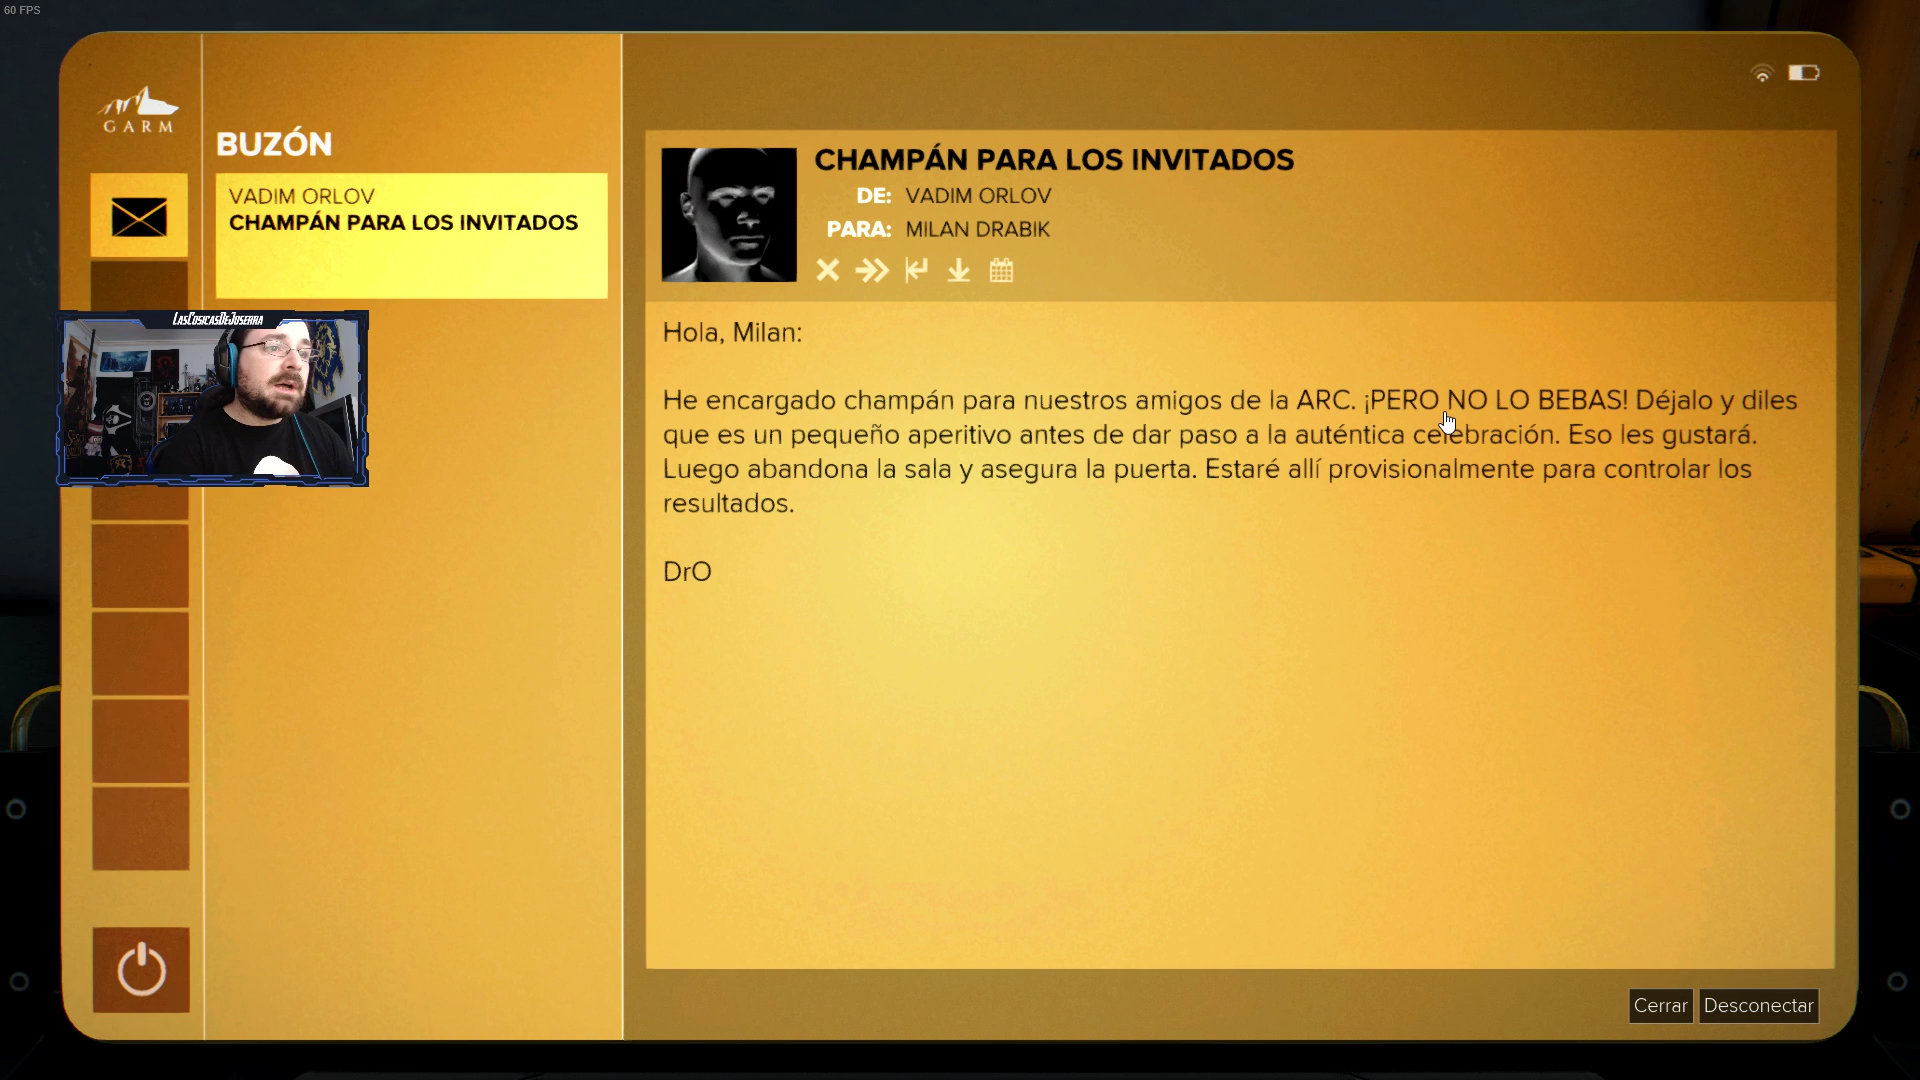 60 FPS
GARM
BUZÓN
VADIM ORLOV
CHAMPÁN PARA LOS INVITADOS
LASCOSICASDEJOSERRA
CHAMPÁN PARA LOS INVITADOS
DE: VADIM ORLOV
PARA: MILAN DRABIK
Hola, Milan:
He encargado champán para nuestros amigos de la ARC. ¡PERO NO LO BEBAS! Déjalo y diles
que es un pequeño aperitivo antes de dar paso a la auténtica celebración. Eso les gustará.
Luego abandona la sala y asegura la puerta. Estaré allí provisionalmente para controlar los
resultados.
DrO
Cerrar
Desconectar